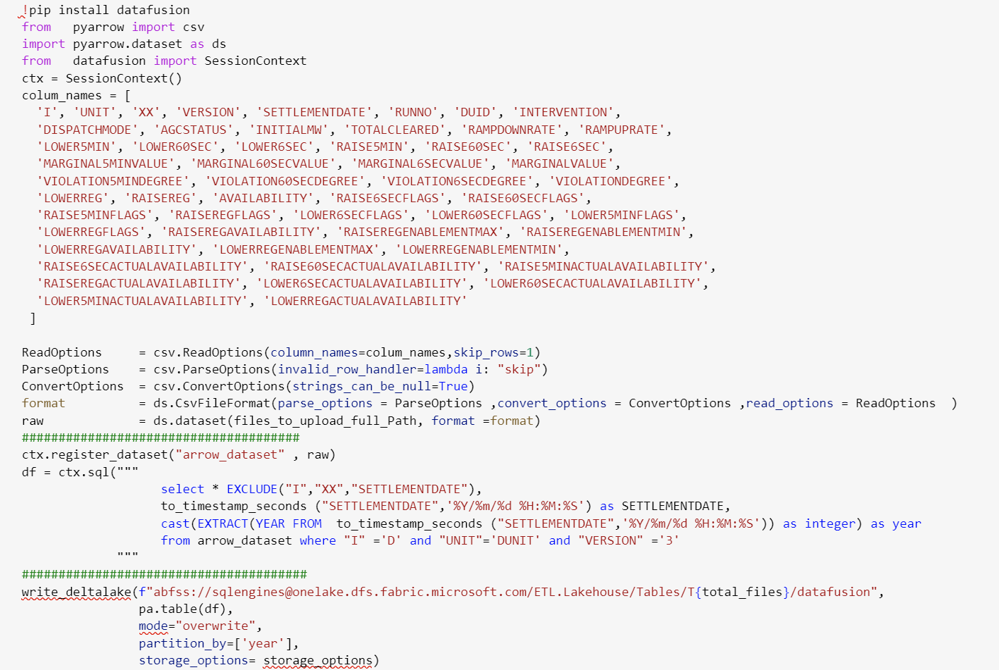 !pip install datafusion
from   pyarrow import csv
import pyarrow.dataset as ds
from   datafusion import SessionContext
ctx = SessionContext()
colum_names = [
  'I', 'UNIT', 'XX', 'VERSION', 'SETTLEMENTDATE', 'RUNNO', 'DUID', 'INTERVENTION',
  'DISPATCHMODE', 'AGCSTATUS', 'INITIALMW', 'TOTALCLEARED', 'RAMPDOWNRATE', 'RAMPUPRATE',
  'LOWER5MIN', 'LOWER60SEC', 'LOWER6SEC', 'RAISE5MIN', 'RAISE60SEC', 'RAISE6SEC',
  'MARGINAL5MINVALUE', 'MARGINAL60SECVALUE', 'MARGINAL6SECVALUE', 'MARGINALVALUE',
  'VIOLATION5MINDEGREE', 'VIOLATION60SECDEGREE', 'VIOLATION6SECDEGREE', 'VIOLATIONDEGREE',
  'LOWERREG', 'RAISEREG', 'AVAILABILITY', 'RAISE6SECFLAGS', 'RAISE60SECFLAGS',
  'RAISE5MINFLAGS', 'RAISEREGFLAGS', 'LOWER6SECFLAGS', 'LOWER60SECFLAGS', 'LOWER5MINFLAGS',
  'LOWERREGFLAGS', 'RAISEREGAVAILABILITY', 'RAISEREGENABLEMENTMAX', 'RAISEREGENABLEMENTMIN',
  'LOWERREGAVAILABILITY', 'LOWERREGENABLEMENTMAX', 'LOWERREGENABLEMENTMIN',
  'RAISE6SECACTUALAVAILABILITY', 'RAISE60SECACTUALAVAILABILITY', 'RAISE5MINACTUALAVAILABILITY',
  'RAISEREGACTUALAVAILABILITY', 'LOWER6SECACTUALAVAILABILITY', 'LOWER60SECACTUALAVAILABILITY',
  'LOWER5MINACTUALAVAILABILITY', 'LOWERREGACTUALAVAILABILITY'
 ]
ReadOptions     = csv.ReadOptions(column_names=colum_names,skip_rows=1)
ParseOptions    = csv.ParseOptions(invalid_row_handler=lambda i: "skip")
ConvertOptions  = csv.ConvertOptions(strings_can_be_null=True)
format          = ds.CsvFileFormat(parse_options = ParseOptions ,convert_options = ConvertOptions ,read_options = ReadOptions  )
raw             = ds.dataset(files_to_upload_full_Path, format =format)
######################################
ctx.register_dataset("arrow_dataset" , raw)
df = ctx.sql("""
                   select * EXCLUDE("I","XX","SETTLEMENTDATE"),
                   to_timestamp_seconds ("SETTLEMENTDATE",'%Y/%m/%d %H:%M:%S') as SETTLEMENTDATE,
                   cast(EXTRACT(YEAR FROM  to_timestamp_seconds ("SETTLEMENTDATE",'%Y/%m/%d %H:%M:%S')) as integer) as year
                   from arrow_dataset where "I" ='D' and "UNIT"='DUNIT' and "VERSION" ='3'
             """
#######################################
write_deltalake(f"abfss://sqlengines@onelake.dfs.fabric.microsoft.com/ETL.Lakehouse/Tables/T{total_files}/datafusion",
                pa.table(df),
                mode="overwrite",
                partition_by=['year'],
                storage_options= storage_options)